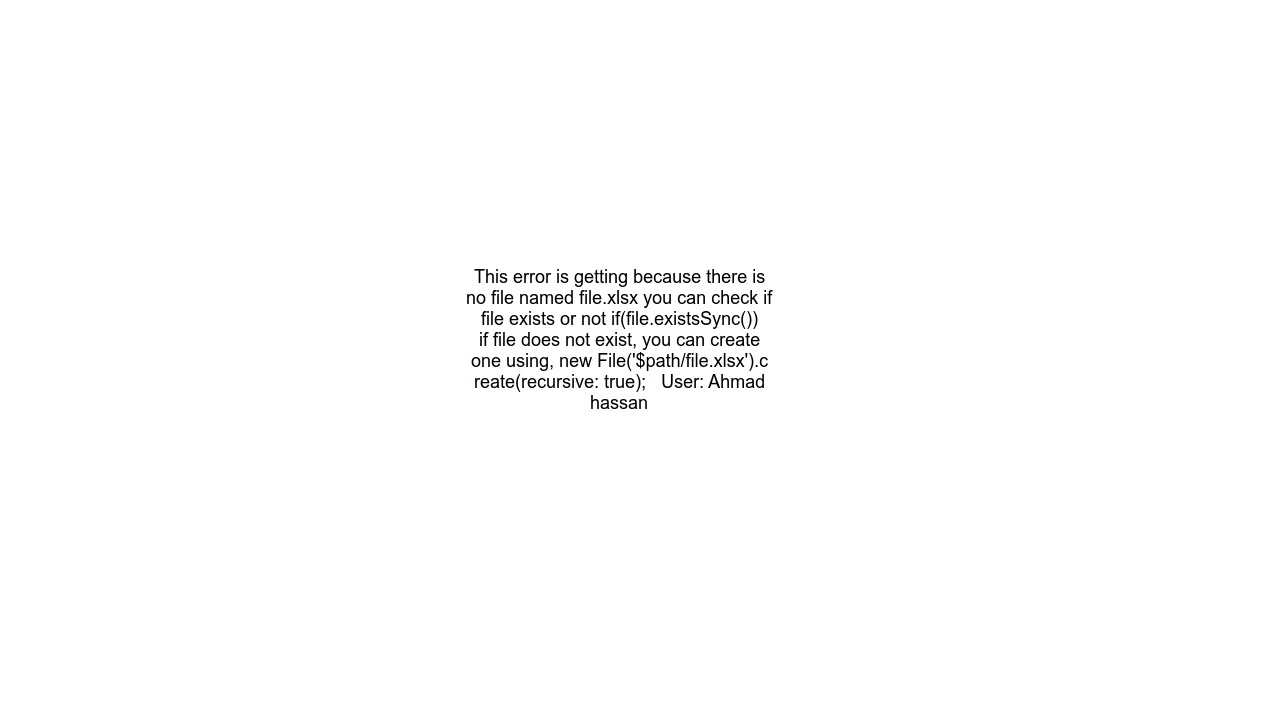 This error is getting because there is
no file named file.xlsx you can check if
file exists or not if(file.existsSync())
if file does not exist, you can create
one using, new File('$path/file.xlsx').c
reate(recursive: true);   User: Ahmad
hassan